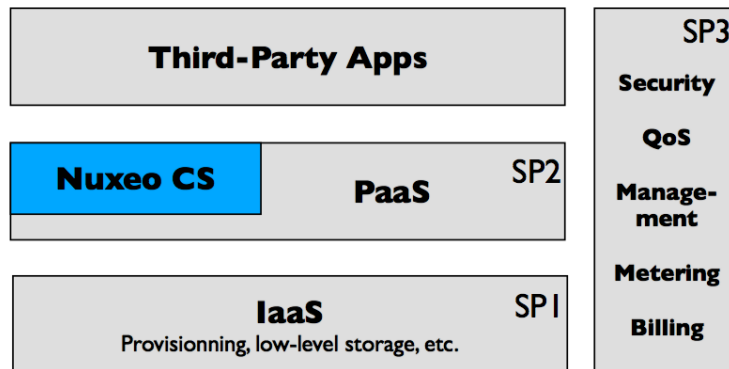 Third-Party Apps
Nuxeo CS
PaaS
SP2
IaaS
SP1
Provisionning, low-level storage, etc.
SP3
Security
QoS
Manage-
ment
Metering
Billing